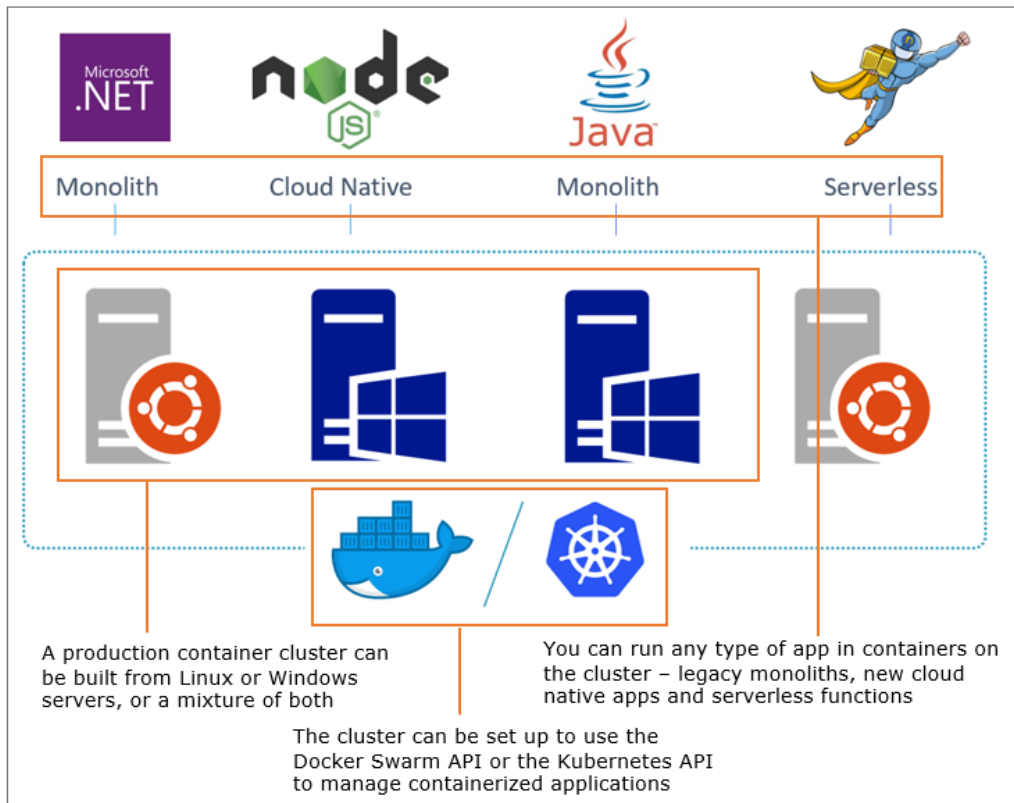 Microsoft
.NET
node
JS
Java
Monolith
Cloud Native
Monolith
Serverless
A production container cluster can
be built from Linux or Windows
servers, or a mixture of both
You can run any type of app in containers on
the cluster – legacy monoliths, new cloud
native apps and serverless functions
The cluster can be set up to use the
Docker Swarm API or the Kubernetes API
to manage containerized applications